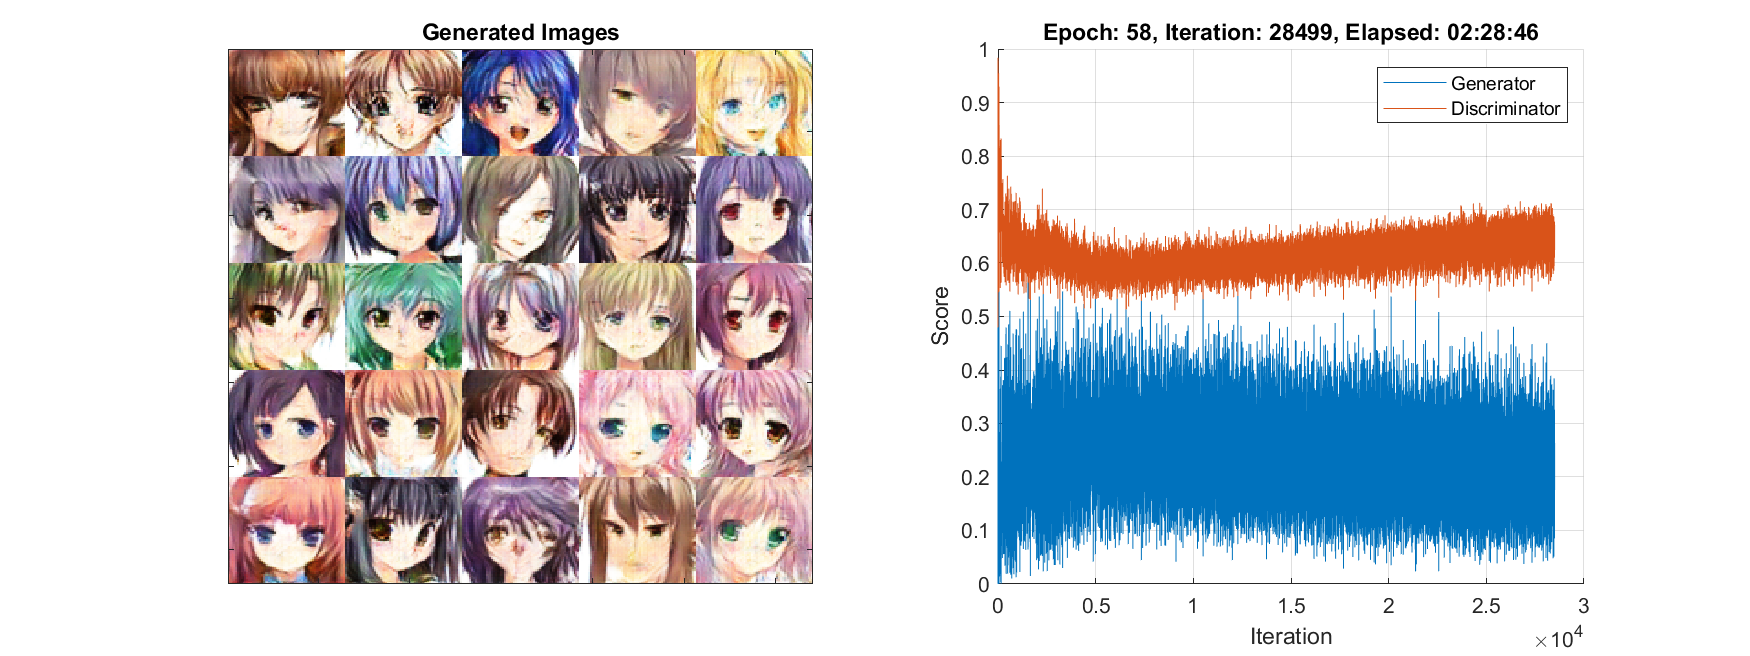 Generated Images
Epoch: 58, Iteration: 28499, Elapsed: 02:28:46
Generator
Discriminator
1
0.9
0.8
0.7
0.6
0.5
0.4
0.3
0.2
0.1
0
Score
0 0.5 1 1.5 2 2.5 3
Iteration
×10⁴